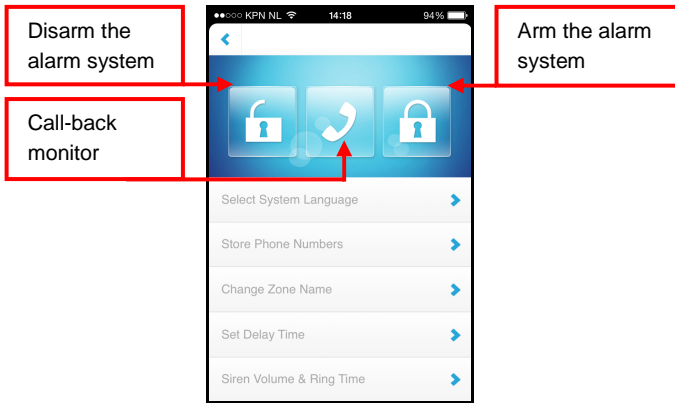 Disarm the
alarm system
Call-back
monitor
KPN NL 14:18 94%
Select System Language
Store Phone Numbers
Change Zone Name
Set Delay Time
Siren Volume & Ring Time
Arm the alarm
system